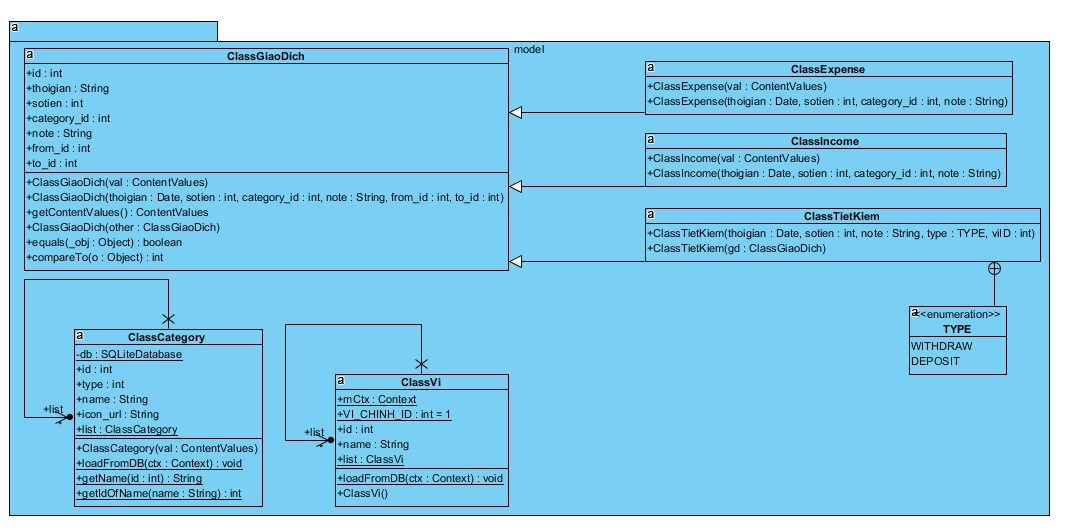 a
model
a
ClassGiaoDich
+id : int
+thoigian : String
+sotien : int
+category_id : int
+note : String
+from_id : int
+to_id : int
+ClassGiaoDich(val : ContentValues)
+ClassGiaoDich(thoigian : Date, sotien : int, category_id : int, note : String, from_id : int, to_id : int)
+getContentValues() : ContentValues
+ClassGiaoDich(other : ClassGiaoDich)
+equals(_obj : Object) : boolean
+compareTo(o : Object) : int
a
ClassExpense
+ClassExpense(val : ContentValues)
+ClassExpense(thoigian : Date, sotien : int, category_id : int, note : String)
a
ClassIncome
+ClassIncome(val : ContentValues)
+ClassIncome(thoigian : Date, sotien : int, category_id : int, note : String)
a
ClassTietKiem
+ClassTietKiem(thoigian : Date, sotien : int, note : String, type : TYPE, viID : int)
+ClassTietKiem(gd : ClassGiaoDich)
a
<<enumeration>>
TYPE
WITHDRAW
DEPOSIT
a
ClassCategory
-db : SQLiteDatabase
+id : int
+type : int
+name : String
+icon_url : String
+list : ClassCategory
+ClassCategory(val : ContentValues)
+loadFromDB(ctx : Context) : void
+getName(id : int) : String
+getIdOfName(name : String) : int
+list
*
a
ClassVi
+mCtx : Context
+VI_CHINH_ID : int = 1
+id : int
+name : String
+list : ClassVi
+loadFromDB(ctx : Context) : void
+ClassVi()
+list
*